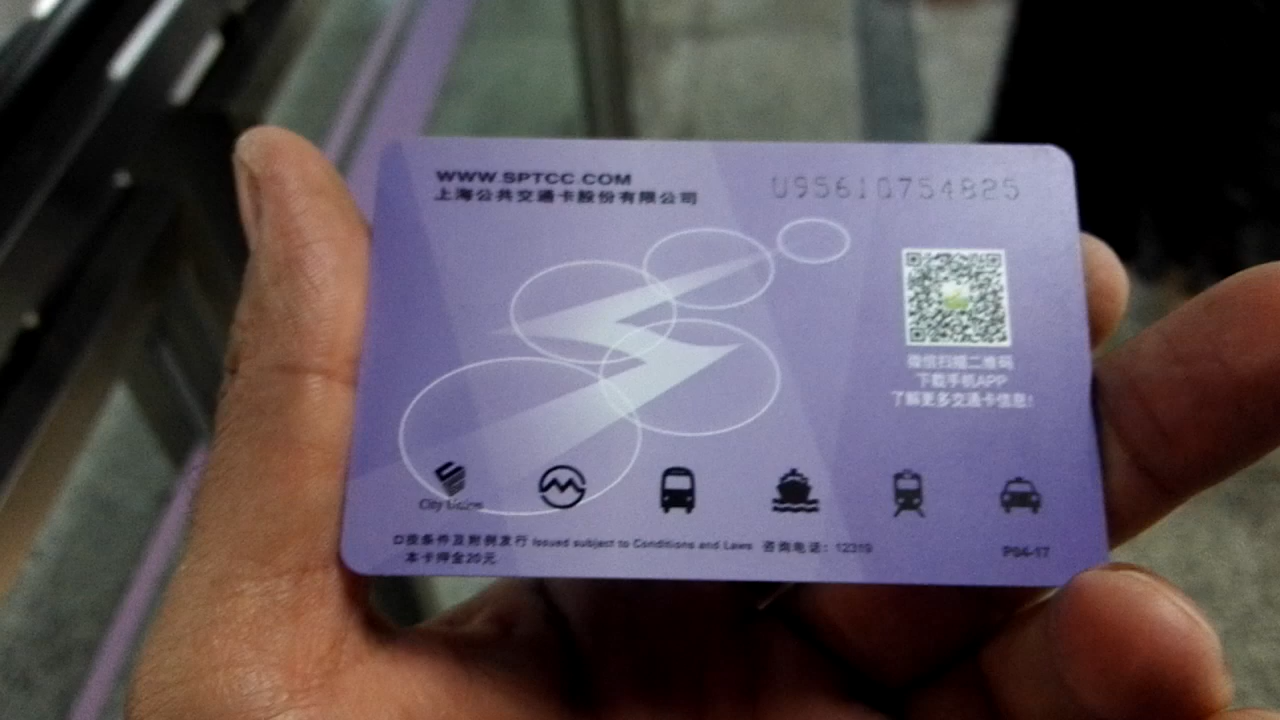 WWW.SPTCC.COM
上海公共交通卡股份有限公司
U95610754825
微信扫描二维码
下载手机APP
了解更多交通卡信息!
City Union
按条件及附例发行 Issued subject to Conditions and Laws 咨询电话: 12319
本卡押金20元
P04-17